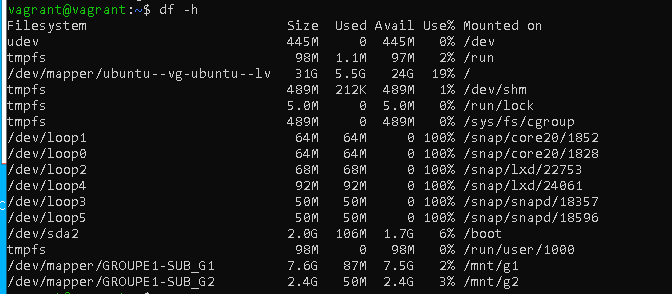 vagrant@vagrant:~$ df -h
Filesystem Size Used Avail Use% Mounted on
udev 445M 0 445M 0% /dev
tmpfs 98M 1.1M 97M 2% /run
/dev/mapper/ubuntu--vg-ubuntu--lv 31G 5.5G 24G 19% /
tmpfs 489M 212K 489M 1% /dev/shm
tmpfs 5.0M 0 5.0M 0% /run/lock
tmpfs 489M 0 489M 0% /sys/fs/cgroup
/dev/loop1 64M 64M 0 100% /snap/core20/1852
/dev/loop0 64M 64M 0 100% /snap/core20/1828
/dev/loop2 68M 68M 0 100% /snap/lxd/22753
/dev/loop4 92M 92M 0 100% /snap/lxd/24061
/dev/loop3 50M 50M 0 100% /snap/snapd/18357
/dev/loop5 50M 50M 0 100% /snap/snapd/18596
/dev/sda2 2.0G 106M 1.7G 6% /boot
tmpfs 98M 0 98M 0% /run/user/1000
/dev/mapper/GROUPE1-SUB_G1 7.6G 87M 7.5G 2% /mnt/g1
/dev/mapper/GROUPE1-SUB_G2 2.4G 50M 2.4G 3% /mnt/g2